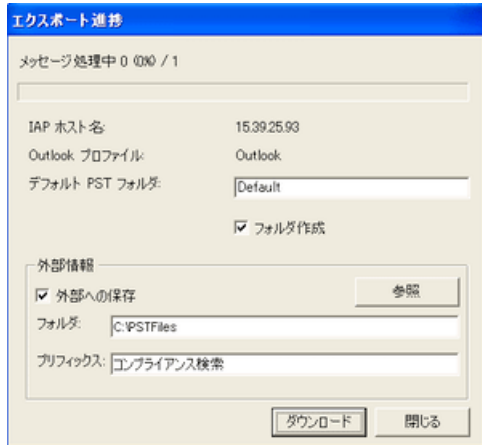 エクスポート進捗
メッセージ処理中 0 (0%) / 1
IAP ホスト名: 15.39.25.93
Outlook プロファイル: Outlook
デフォルト PST フォルダ: Default
フォルダ作成
外部情報
外部への保存 参照
フォルダ: C:\PSTFiles
プリフィックス: コンプライアンス検索
ダウンロード 閉じる